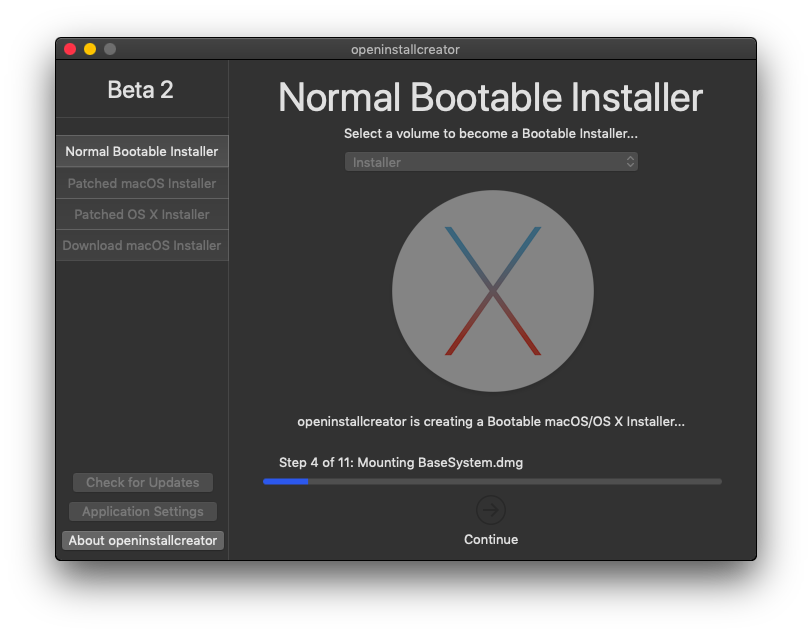 openinstallcreator
Beta 2
Normal Bootable Installer
Patched macOS Installer
Patched OS X Installer
Download macOS Installer
Check for Updates
Application Settings
About openinstallcreator
Normal Bootable Installer
Select a volume to become a Bootable Installer...
Installer
openinstallcreator is creating a Bootable macOS/OS X Installer...
Step 4 of 11: Mounting BaseSystem.dmg
Continue